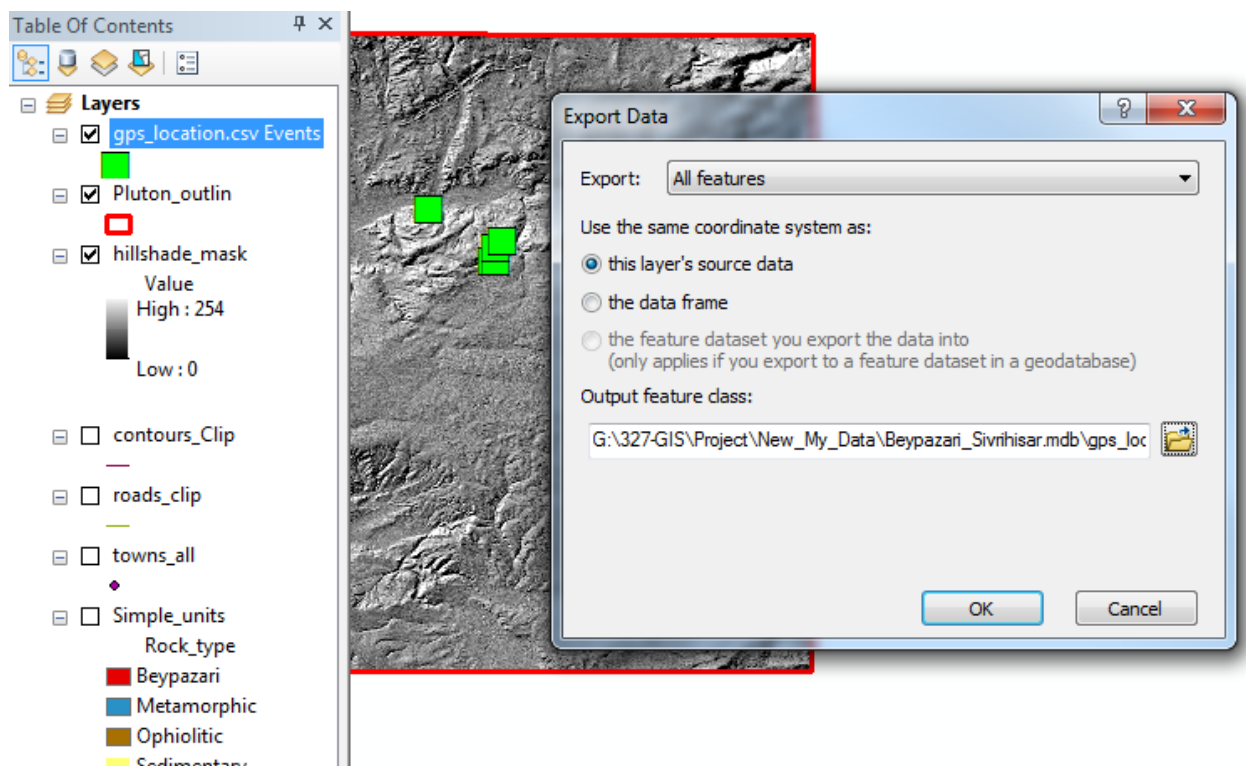 Table Of Contents
Layers
gps_location.csv Events
Pluton_outlin
hillshade_mask
Value
High : 254
Low : 0
contours_Clip
roads_clip
towns_all
Simple_units
Rock_type
Beypazari
Metamorphic
Ophiolitic
Sedimentary
Export Data
Export:
All features
Use the same coordinate system as:
this layer's source data
the data frame
the feature dataset you export the data into
(only applies if you export to a feature dataset in a geodatabase)
Output feature class:
G:\327-GIS\Project\New_My_Data\Beypazari_Sivrihisar.mdb\gps_loc
OK
Cancel